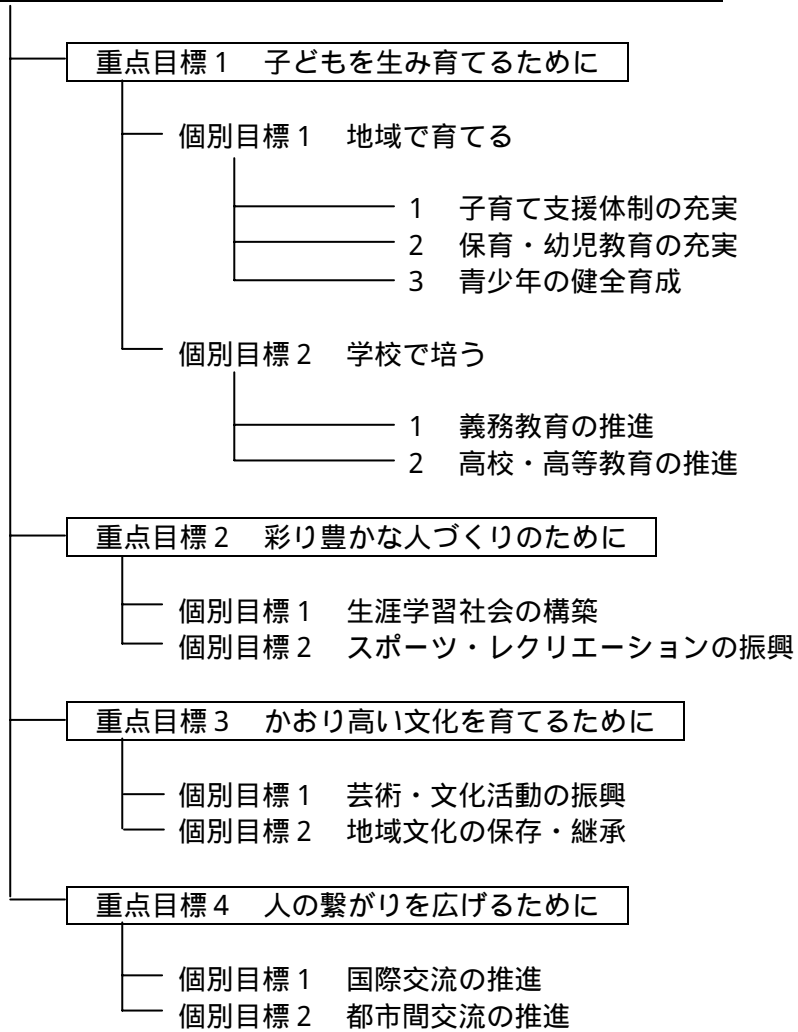 重点目標１　子どもを生み育てるために
個別目標１　地域で育てる
1　子育て支援体制の充実
2　保育・幼児教育の充実
3　青少年の健全育成
個別目標２　学校で培う
1　義務教育の推進
2　高校・高等教育の推進
重点目標２　彩り豊かな人づくりのために
個別目標１　生涯学習社会の構築
個別目標２　スポーツ・レクリエーションの振興
重点目標３　かおり高い文化を育てるために
個別目標１　芸術・文化活動の振興
個別目標２　地域文化の保存・継承
重点目標４　人の繋がりを広げるために
個別目標１　国際交流の推進
個別目標２　都市間交流の推進